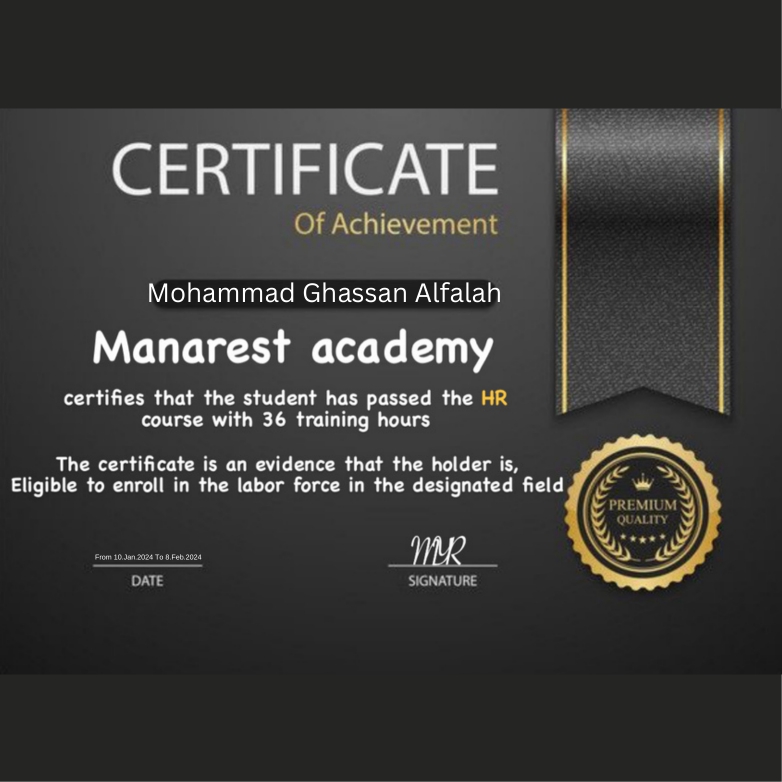 CERTIFICATE
Of Achievement
Mohammad Ghassan Alfalah
Manarest academy
certifies that the student has passed the HR
course with 36 training hours
The certificate is an evidence that the holder is,
Eligible to enroll in the labor force in the designated field
PREMIUM
QUALITY
From 10.Jan.2024 To 8.Feb.2024
DATE
MYR
SIGNATURE